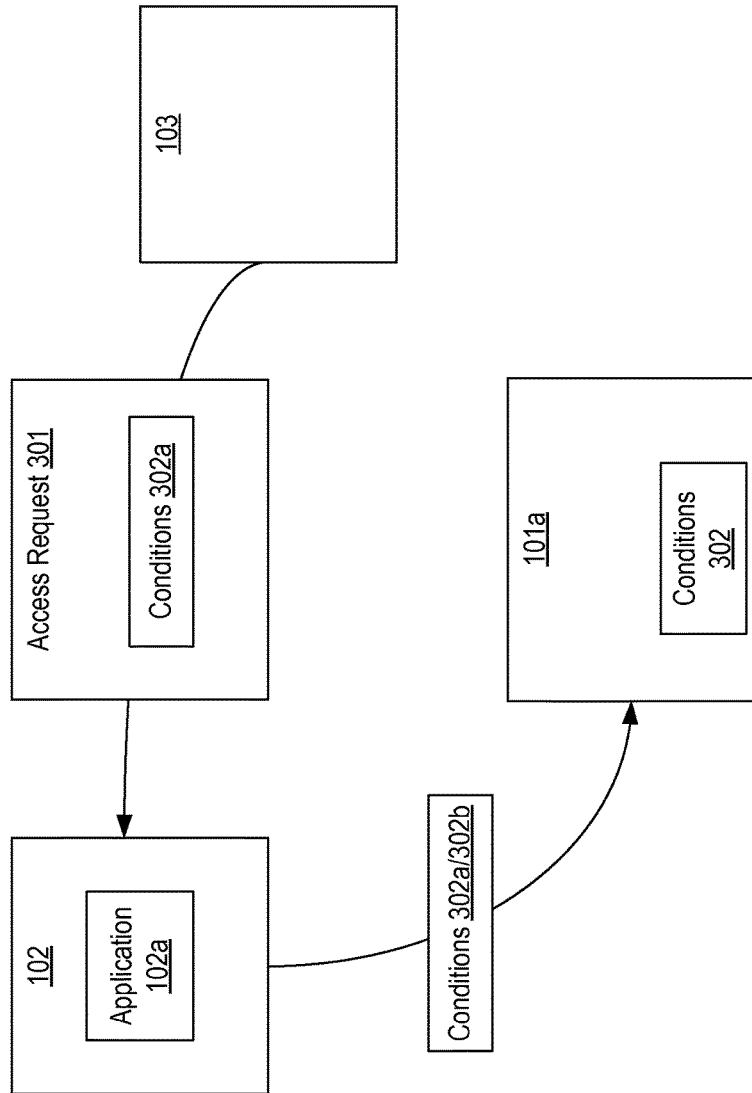 102
Application
102a
Access Request 301
Conditions 302a
103
Conditions 302a/302b
101a
Conditions
302